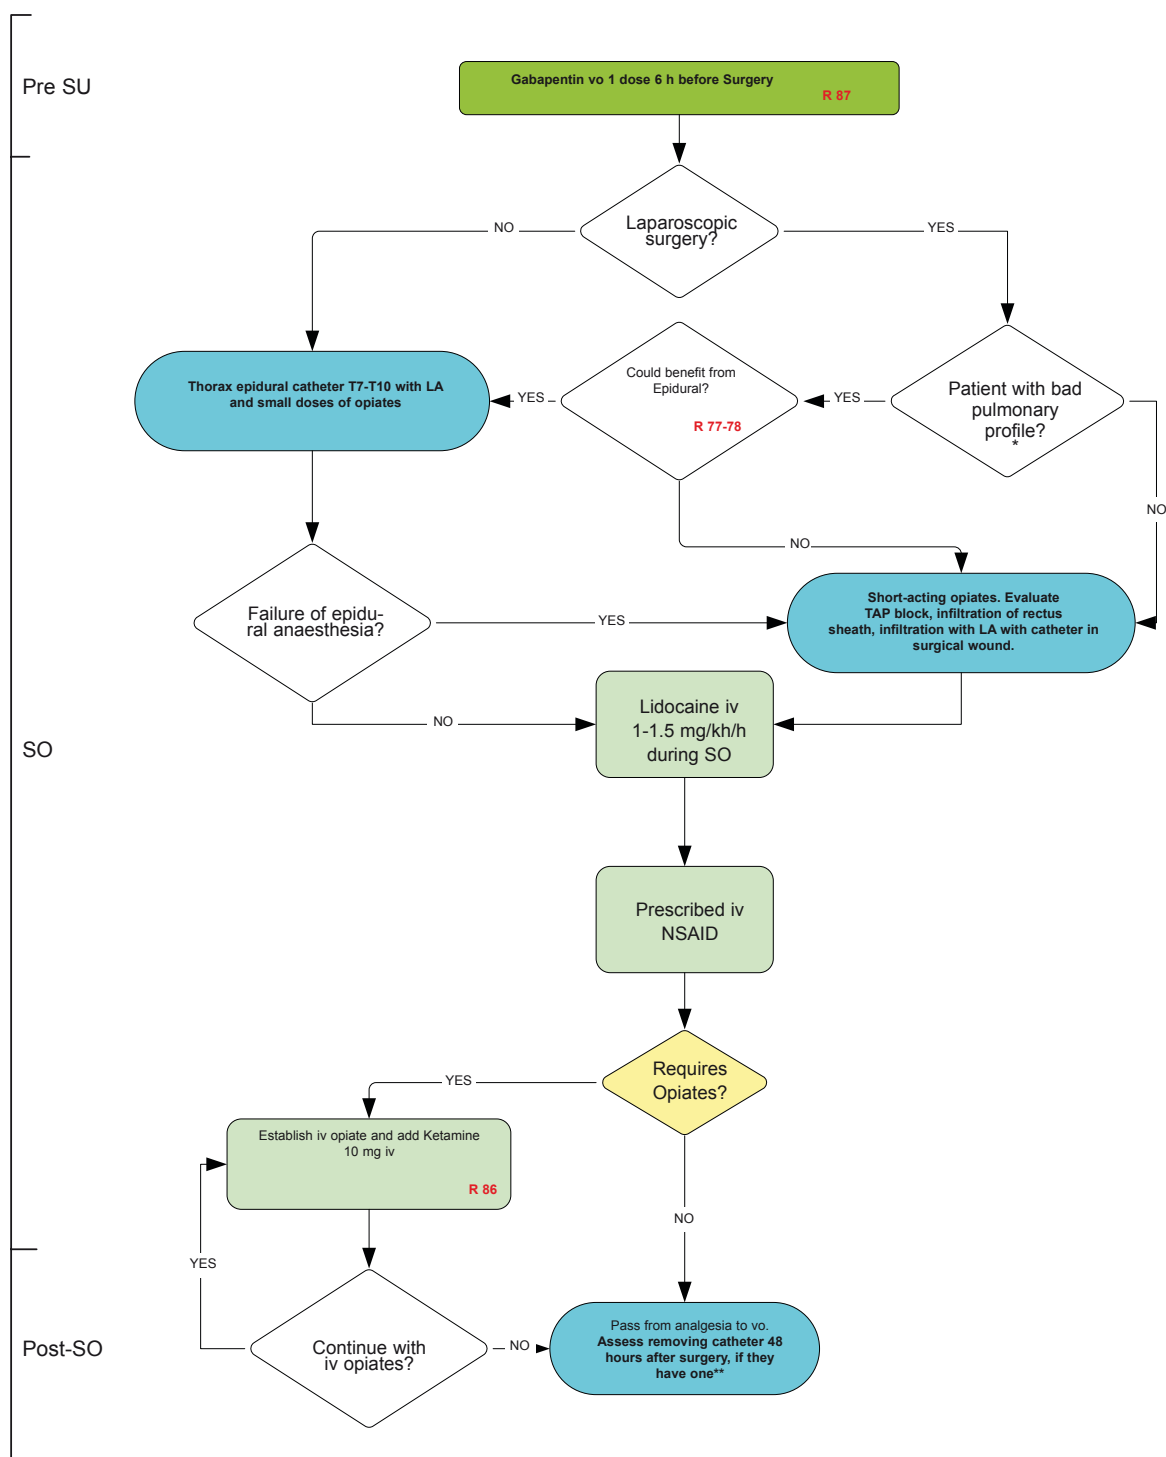 Pre SU
Gabapentin vo 1 dose 6 h before Surgery
R 87
Laparoscopic
surgery?
NO
YES
Thorax epidural catheter T7-T10 with LA
and small doses of opiates
YES
Could benefit from
Epidural?
R 77-78
YES
Patient with bad
pulmonary
profile?
*
NO
NO
Failure of epidu-
ral anaesthesia?
YES
Short-acting opiates. Evaluate
TAP block, infiltration of rectus
sheath, infiltration with LA with catheter in
surgical wound.
NO
Lidocaine iv
1-1.5 mg/kh/h
during SO
SO
Prescribed iv
NSAID
Requires
Opiates?
YES
Establish iv opiate and add Ketamine
10 mg iv
R 86
NO
YES
Post-SO
Continue with
iv opiates?
NO
Pass from analgesia to vo.
Assess removing catheter 48
hours after surgery, if they
have one**